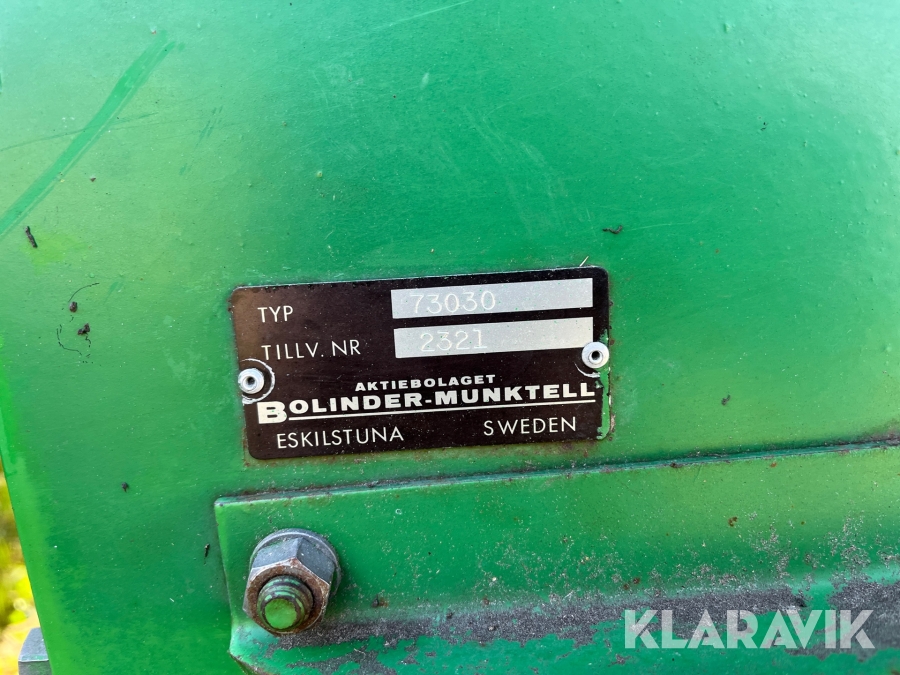 TYP 73030
TILLV. NR 2321
AKTIEBOLAGET
BOLINDER-MUNKTELL
ESKILSTUNA SWEDEN
KLARAVIK